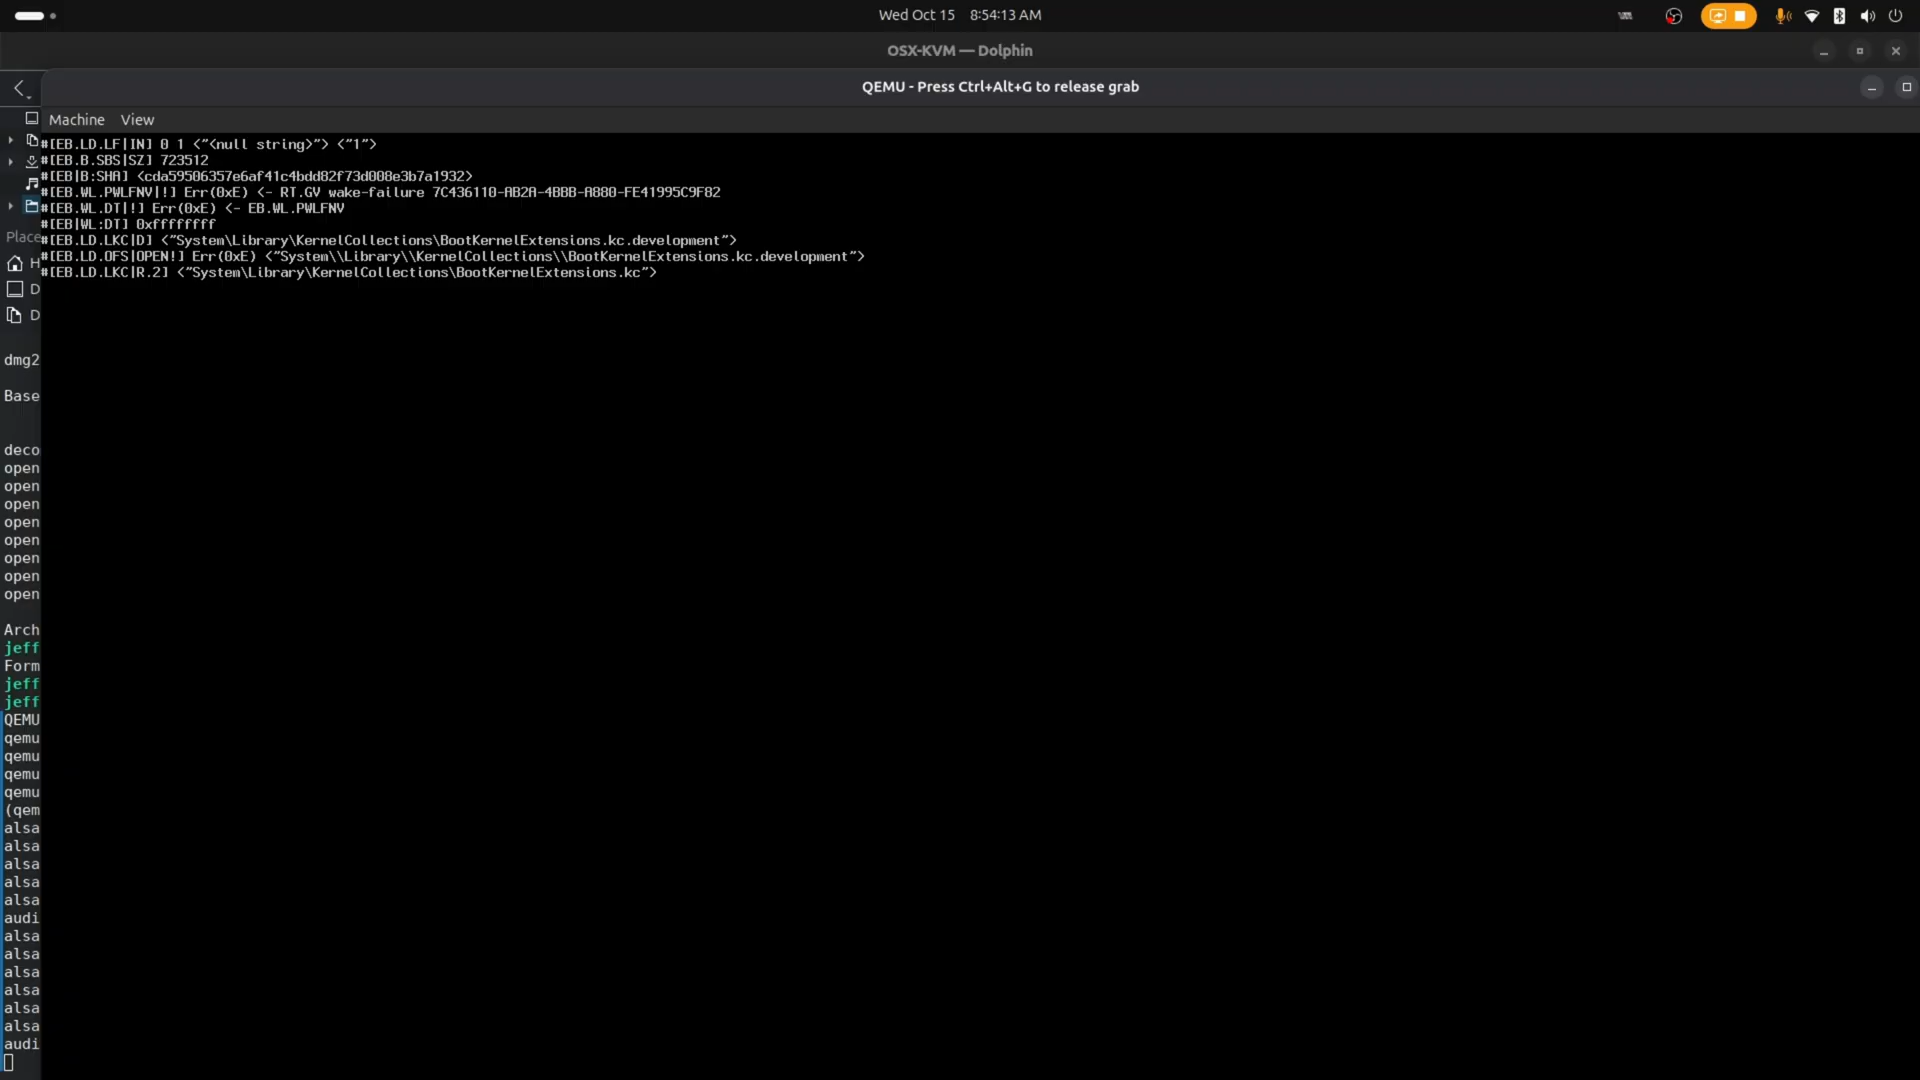 Wed Oct 15 8:54:13 AM
OSX-KVM — Dolphin
QEMU - Press Ctrl+Alt+G to release grab
Machine View
#[EB.LD.LF|IN] 0 1 <"<null string>"> <"1">
#[EB.B.SBS|SZ] 723512
#[EB|B:SHA] <cda59506357e6af41c4bdd82f73d008e3b7a1932>
#[EB.WL.PWLFNV|!] Err(0xE) <- RT.GV wake-failure 7C436110-AB2A-4BBB-A880-FE41995C9F82
#[EB.WL.DT|!] Err(0xE) <- EB.WL.PWLFNV
#[EB|WL:DT] 0xffffffff
#[EB.LD.LKC|D] <"System\Library\KernelCollections\BootKernelExtensions.kc.development">
#[EB.LD.OFS|OPEN!] Err(0xE) <"System\\Library\\KernelCollections\\BootKernelExtensions.kc.development">
#[EB.LD.LKC|R.2] <"System\Library\KernelCollections\BootKernelExtensions.kc">
Place
H
D
D
dmg2
Base
deco
open
open
open
open
open
open
open
open
Arch
jeff
Form
jeff
jeff
QEMU
qemu
qemu
qemu
qemu
(qem
alsa
alsa
alsa
alsa
alsa
audi
alsa
alsa
alsa
alsa
alsa
alsa
audi